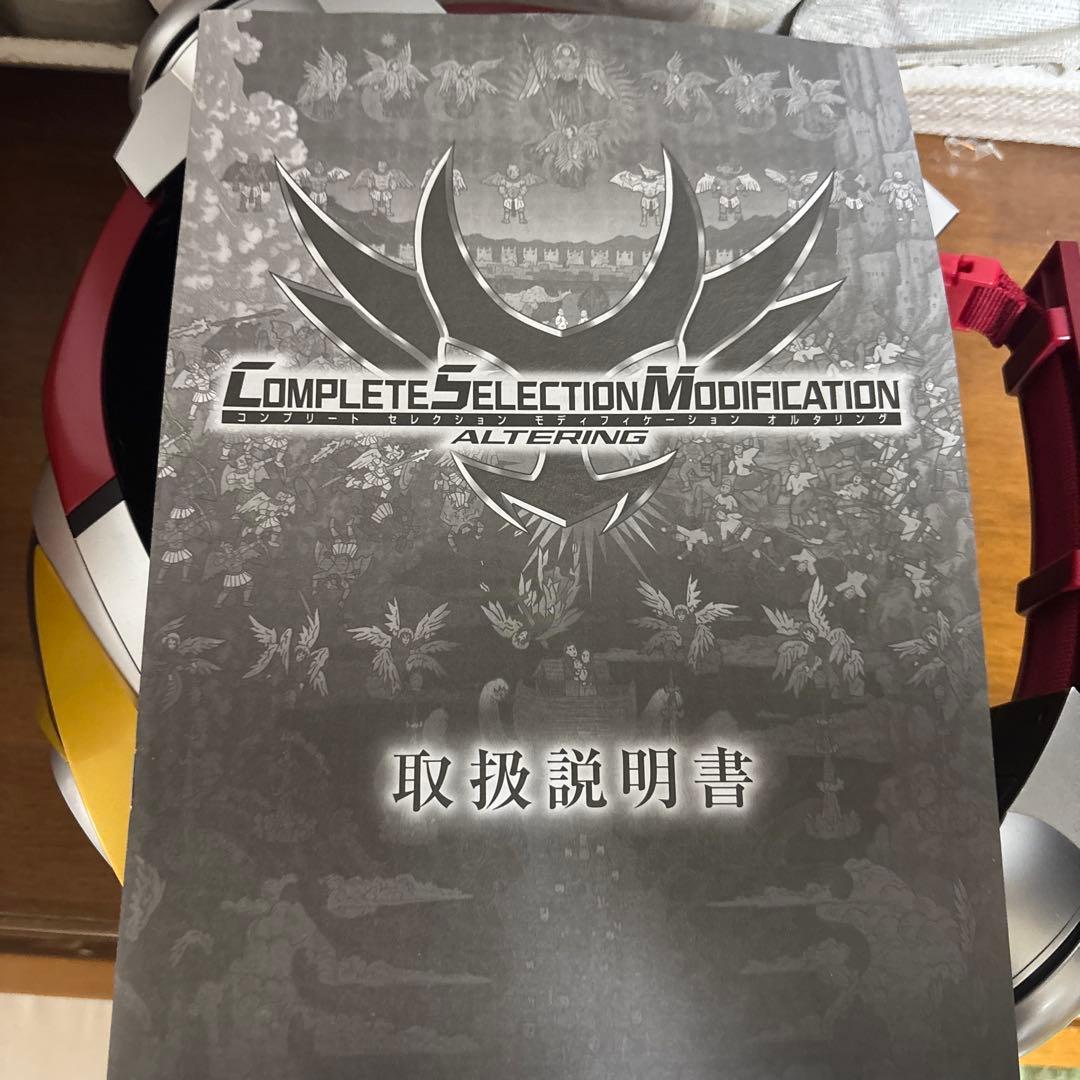 COMPLETE SELECTION MODIFICATION
コンプリート セレクション モディフィケーション オルタリング
ALTERING
取扱説明書